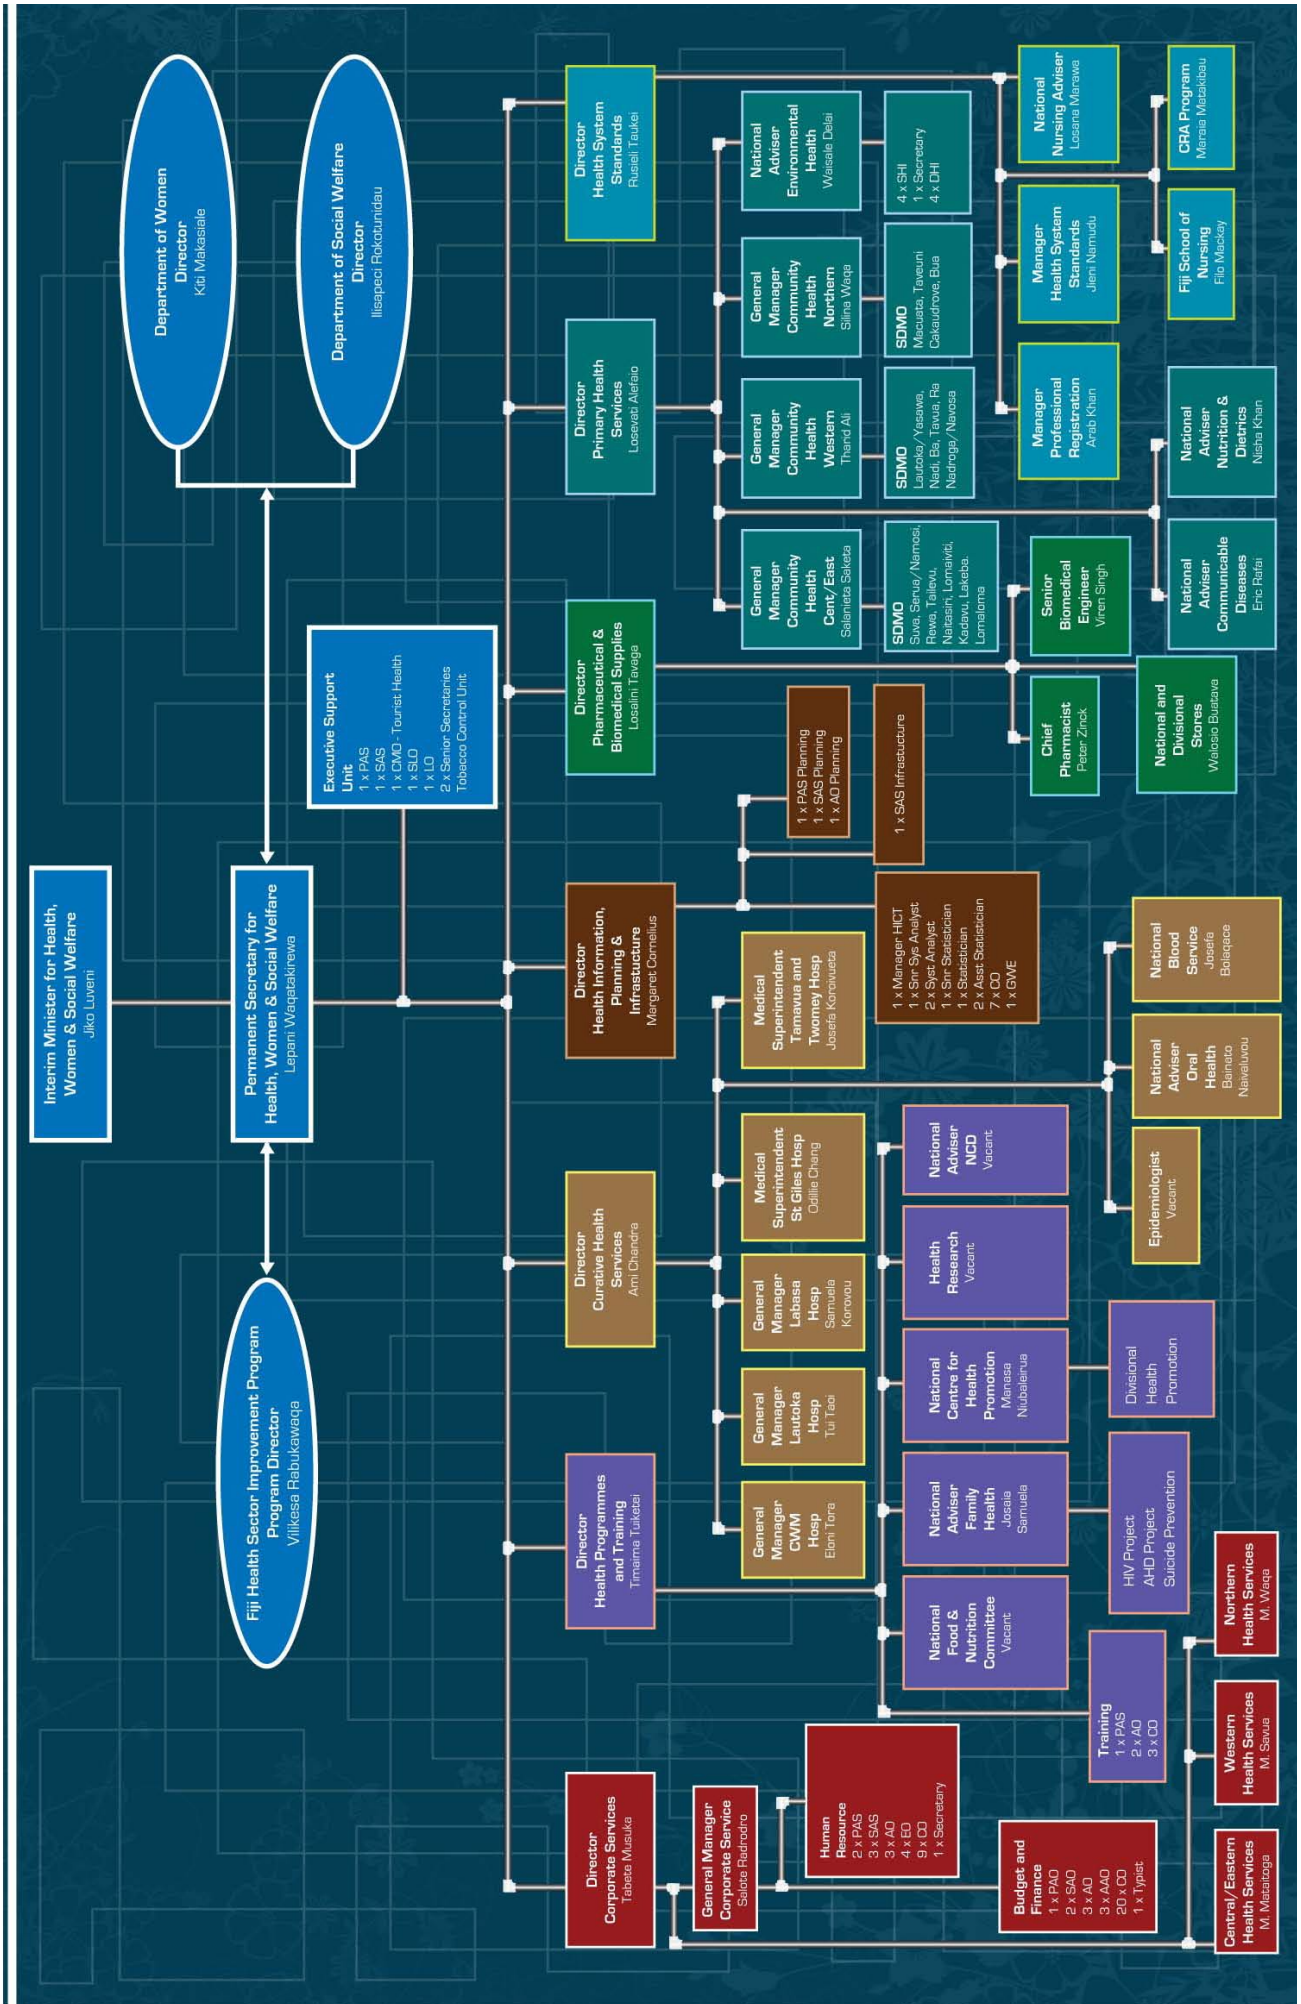 Interim Minister for Health,
Women & Social Welfare
Jiko Luveni
Fiji Health Sector Improvement Program
Program Director
Vilikesa Rabukawaqa
Permanent Secretary for
Health, Women & Social Welfare
Lepani Waqatakirewa
Department of Women
Director
Kiti Makasiale
Department of Social Welfare
Director
Ilisapeci Rokotunidau
Executive Support
Unit
1 x PAS
1 x SAS
1 x CMO - Tourist Health
1 x SLO
1 x LO
2 x Senior Secretaries
Tobacco Control Unit
Director
Corporate Services
Tabete Musuka
Director
Health Programmes
and Training
Timaima Tuiketei
Director
Curative Health
Services
Ami Chandra
Director
Health Information,
Planning &
Infrastucture
Margaret Cornelius
Director
Pharmaceutical &
Biomedical Supplies
Losalini Tavaga
Director
Primary Health
Services
Losevati Alefaio
Director
Health System
Standards
Rusieli Taukei
General Manager
Corporate Service
Salote Radrodro
Human
Resource
2 x PAS
3 x SAS
3 x AO
4 x EO
9 x CO
1 x Secretary
Budget and
Finance
1 x PAO
2 x SAO
3 x AO
3 x AAO
20 x CO
1 x Typist
Central/Eastern
Health Services
M. Mataitoga
Western
Health Services
M. Savua
Northern
Health Services
M. Waqa
General
Manager
CWM
Hosp
Eloni Tora
General
Manager
Lautoka
Hosp
Tui Taoi
General
Manager
Labasa
Hosp
Samuela
Korovou
Medical
Superintendent
St Giles Hosp
Odillie Chang
Medical
Superintendent
Tamavua and
Twomey Hosp
Josefa Koroivueta
National
Food &
Nutrition
Committee
Vacant
National
Adviser
Family
Health
Josaia
Samuela
National
Centre for
Health
Promotion
Manasa
Niubaleirua
Health
Research
Vacant
National
Adviser
NCD
Vacant
Training
1 x PAS
2 x AO
3 x CO
HIV Project
AHD Project
Suicide Prevention
Divisional
Health
Promotion
Epidemiologist
Vacant
National
Adviser
Oral
Health
Bainato
Naivaluvou
National
Blood
Service
Josefa
Bolaqace
1 x PAS Planning
1 x SAS Planning
1 x AO Planning
1 x SAS Infrastucture
1 x Manager HICT
1 x Snr Sys Analyst
2 x Syst Analyst
1 x Snr Statistician
1 x Statistician
2 x Asst Statistician
7 x CO
1 x GWE
Chief
Pharmacist
Peter Zinck
Senior
Biomedical
Engineer
Viren Singh
National and
Divisional
Stores
Walosio Buatava
General
Manager
Community
Health
Cent/East
Salanieta Saketa
General
Manager
Community
Health
Western
Tharid Ali
General
Manager
Community
Health
Northern
Silina Waqa
National
Adviser
Environmental
Health
Waisale Delai
SDMO
Suva, Serua/Namosi,
Rewa, Tailevu,
Naitasiri, Lomaiviti,
Kadavu, Lakeba.
Lomaloma
SDMO
Lautoka/Yasawa,
Nadi, Ba, Tavua, Ra
Nadroga/Navosa
SDMO
Macuata, Taveuni
Cakaudrove, Bua
4 x SHI
1 x Secretary
4 x DHI
National
Adviser
Communicable
Diseases
Eric Rafai
National
Adviser
Nutrition &
Dietrics
Nisha Khan
Manager
Professional
Registration
Arab Khan
Manager
Health System
Standards
Jieni Namudu
National
Nursing Adviser
Losana Marawa
Fiji School of
Nursing
Filo Mackay
CRA Program
Maraia Matakibau